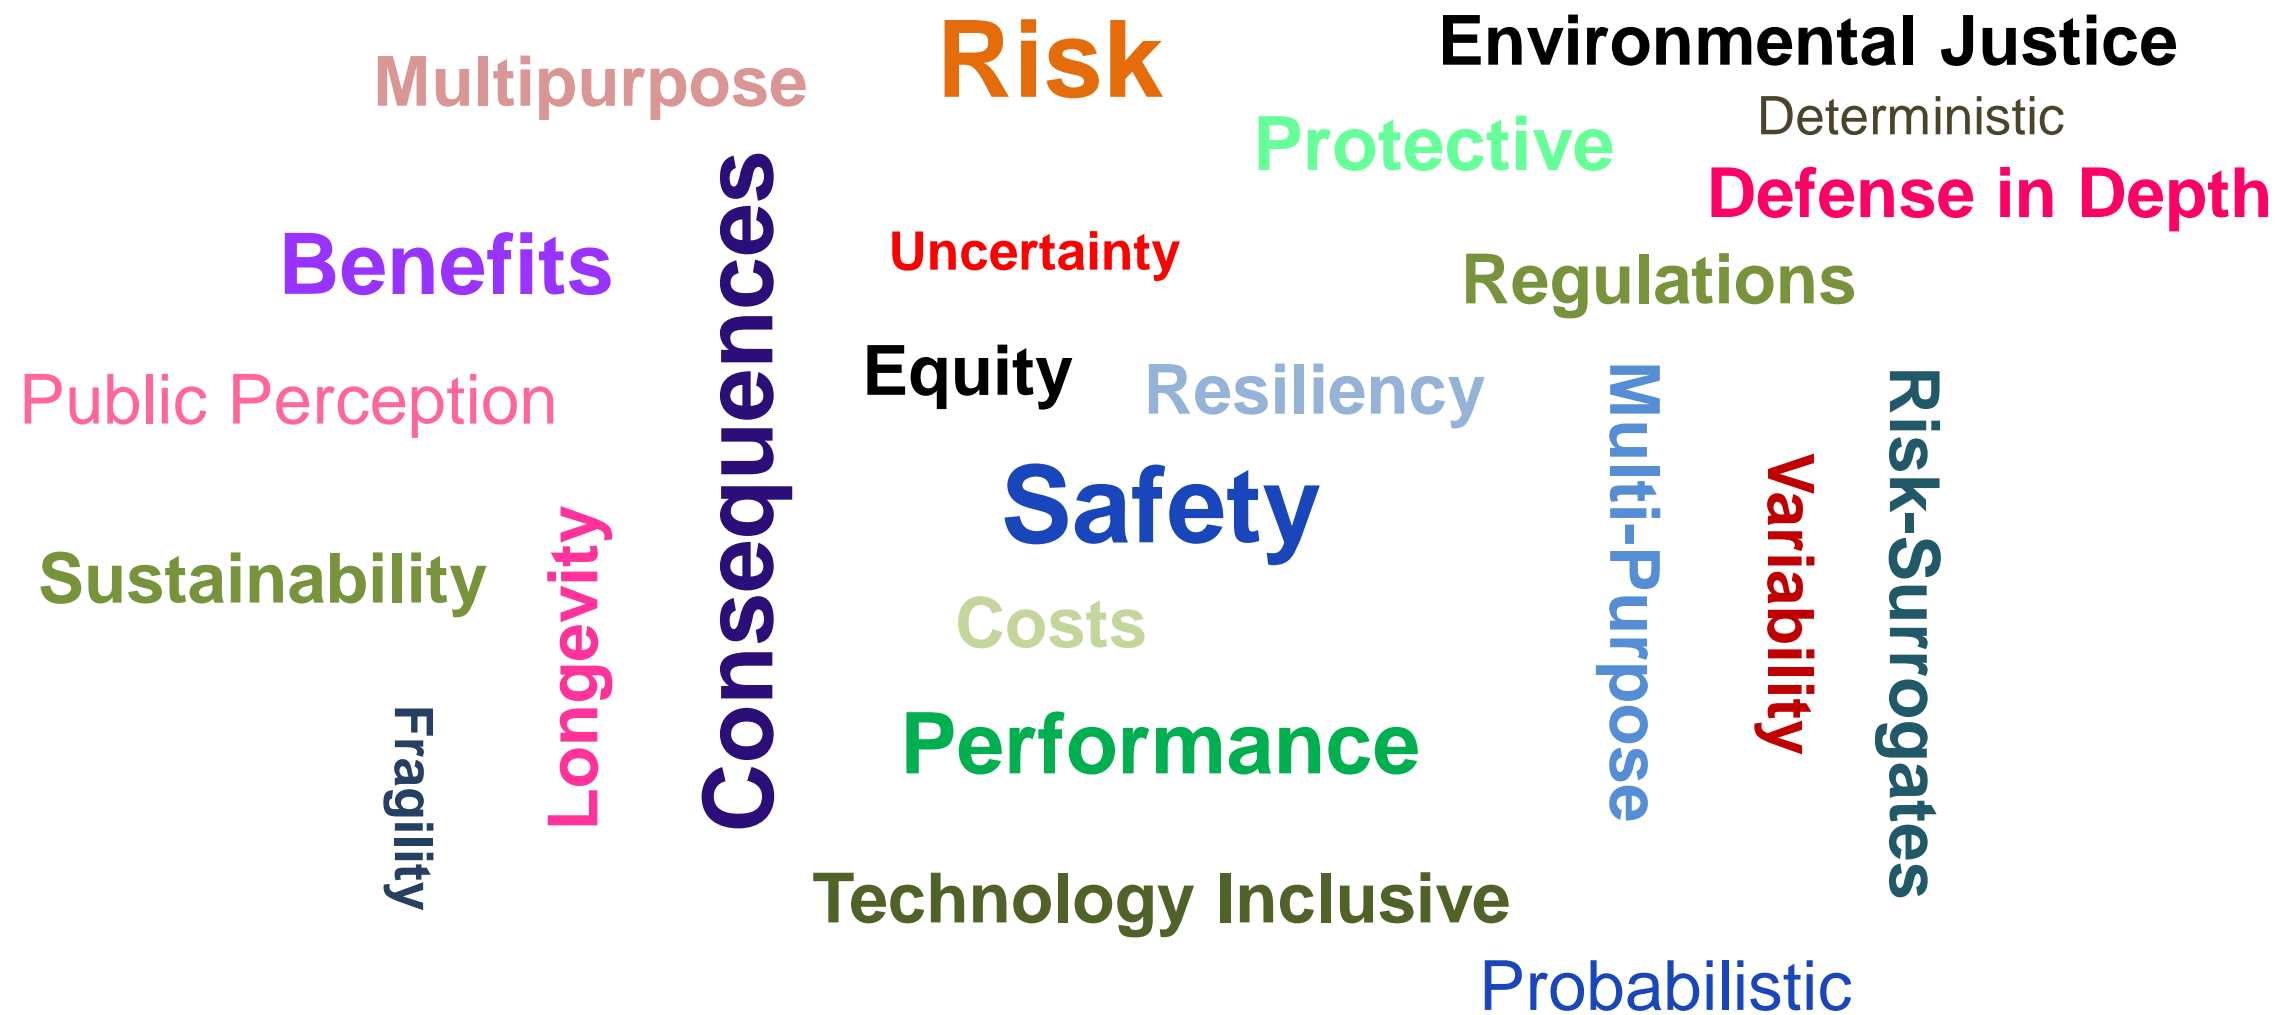 Risk
Environmental Justice
Multipurpose
Deterministic
Protective
Defense in Depth
Benefits
Uncertainty
Regulations
Consequences
Equity
Resiliency
Public Perception
Safety
Multi-Purpose
Variability
Risk-Surrogates
Sustainability
Longevity
Costs
Performance
Fragility
Technology Inclusive
Probabilistic